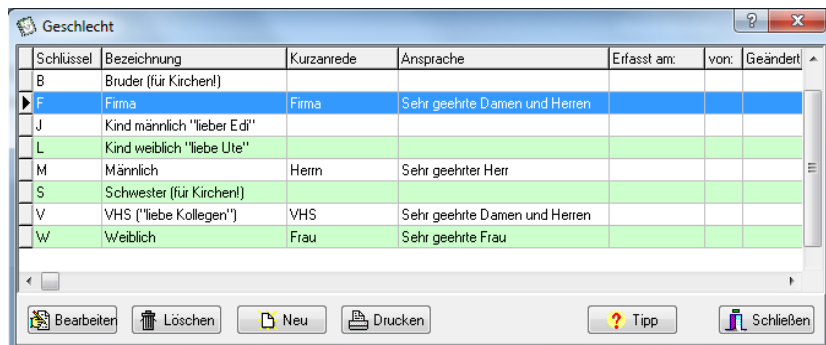 Geschlecht
Schlüssel Bezeichnung Kurzanrede Ansprache Erfasst am: von: Geändert
B Bruder (für Kirchen!)
F Firma Firma Sehr geehrte Damen und Herren
J Kind männlich "lieber Edi"
L Kind weiblich "liebe Ute"
M Männlich Herrn Sehr geehrter Herr
S Schwester (für Kirchen!)
V VHS ("liebe Kollegen") VHS Sehr geehrte Damen und Herren
W Weiblich Frau Sehr geehrte Frau
Bearbeiten Löschen Neu Drucken ? Tipp Schließen